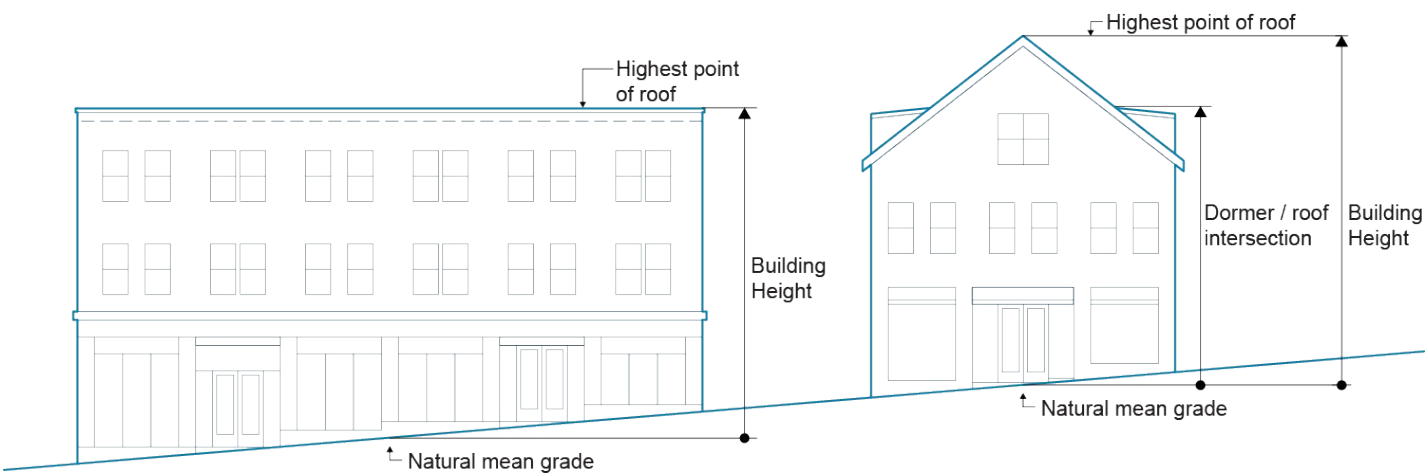 Highest point
of roof
Building
Height
Natural mean grade
Highest point of roof
Dormer / roof
intersection
Building
Height
Natural mean grade